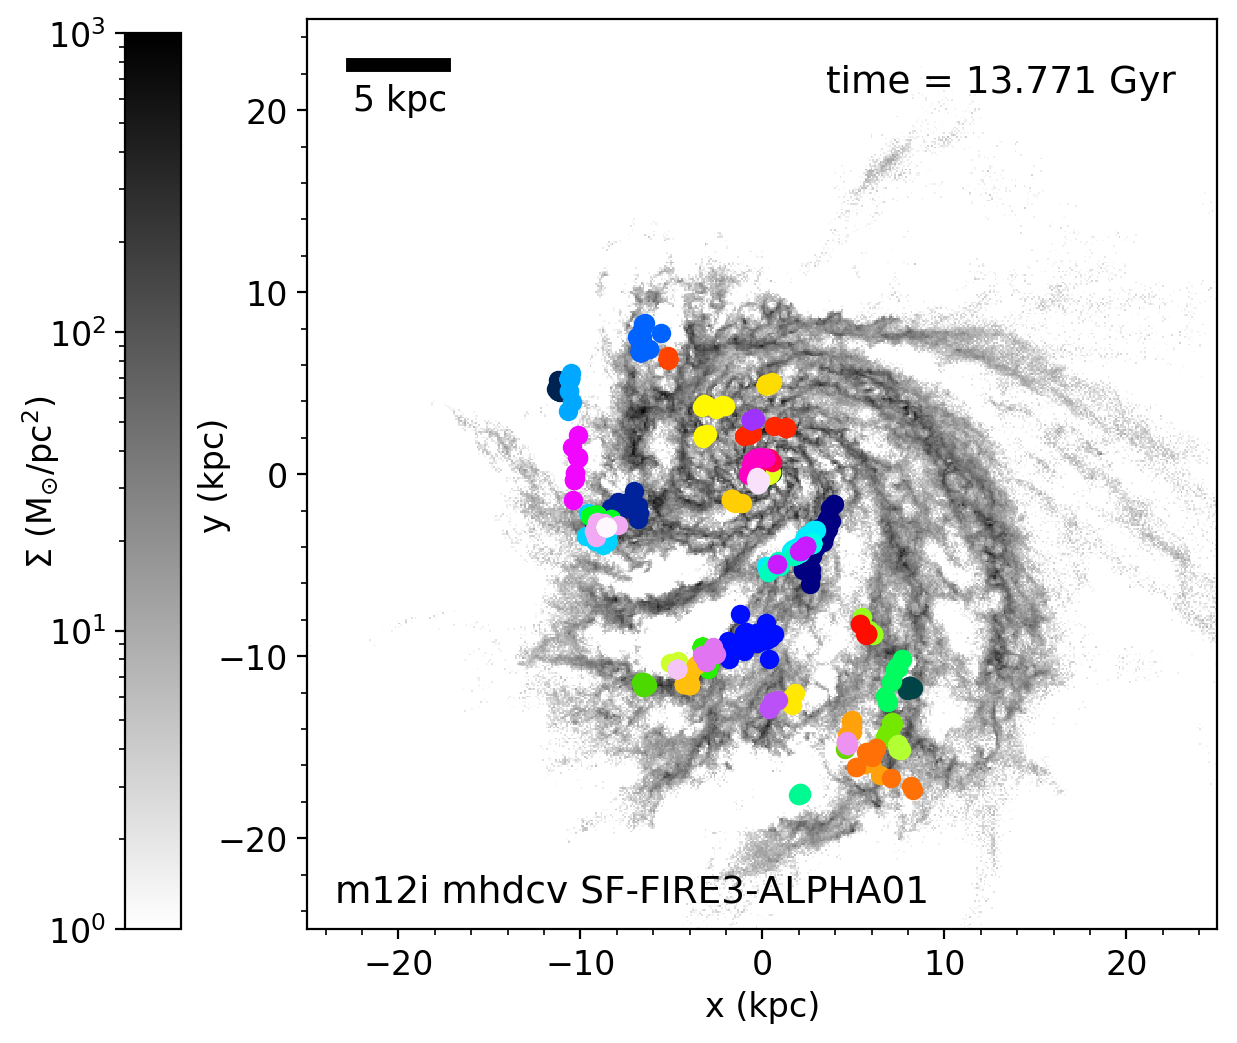 10³
10²
10¹
10⁰
Σ (M⊙/pc²)
5 kpc
time = 13.771 Gyr
20
10
0
−10
−20
y (kpc)
m12i mhdcv SF-FIRE3-ALPHA01
−20 −10 0 10 20
x (kpc)